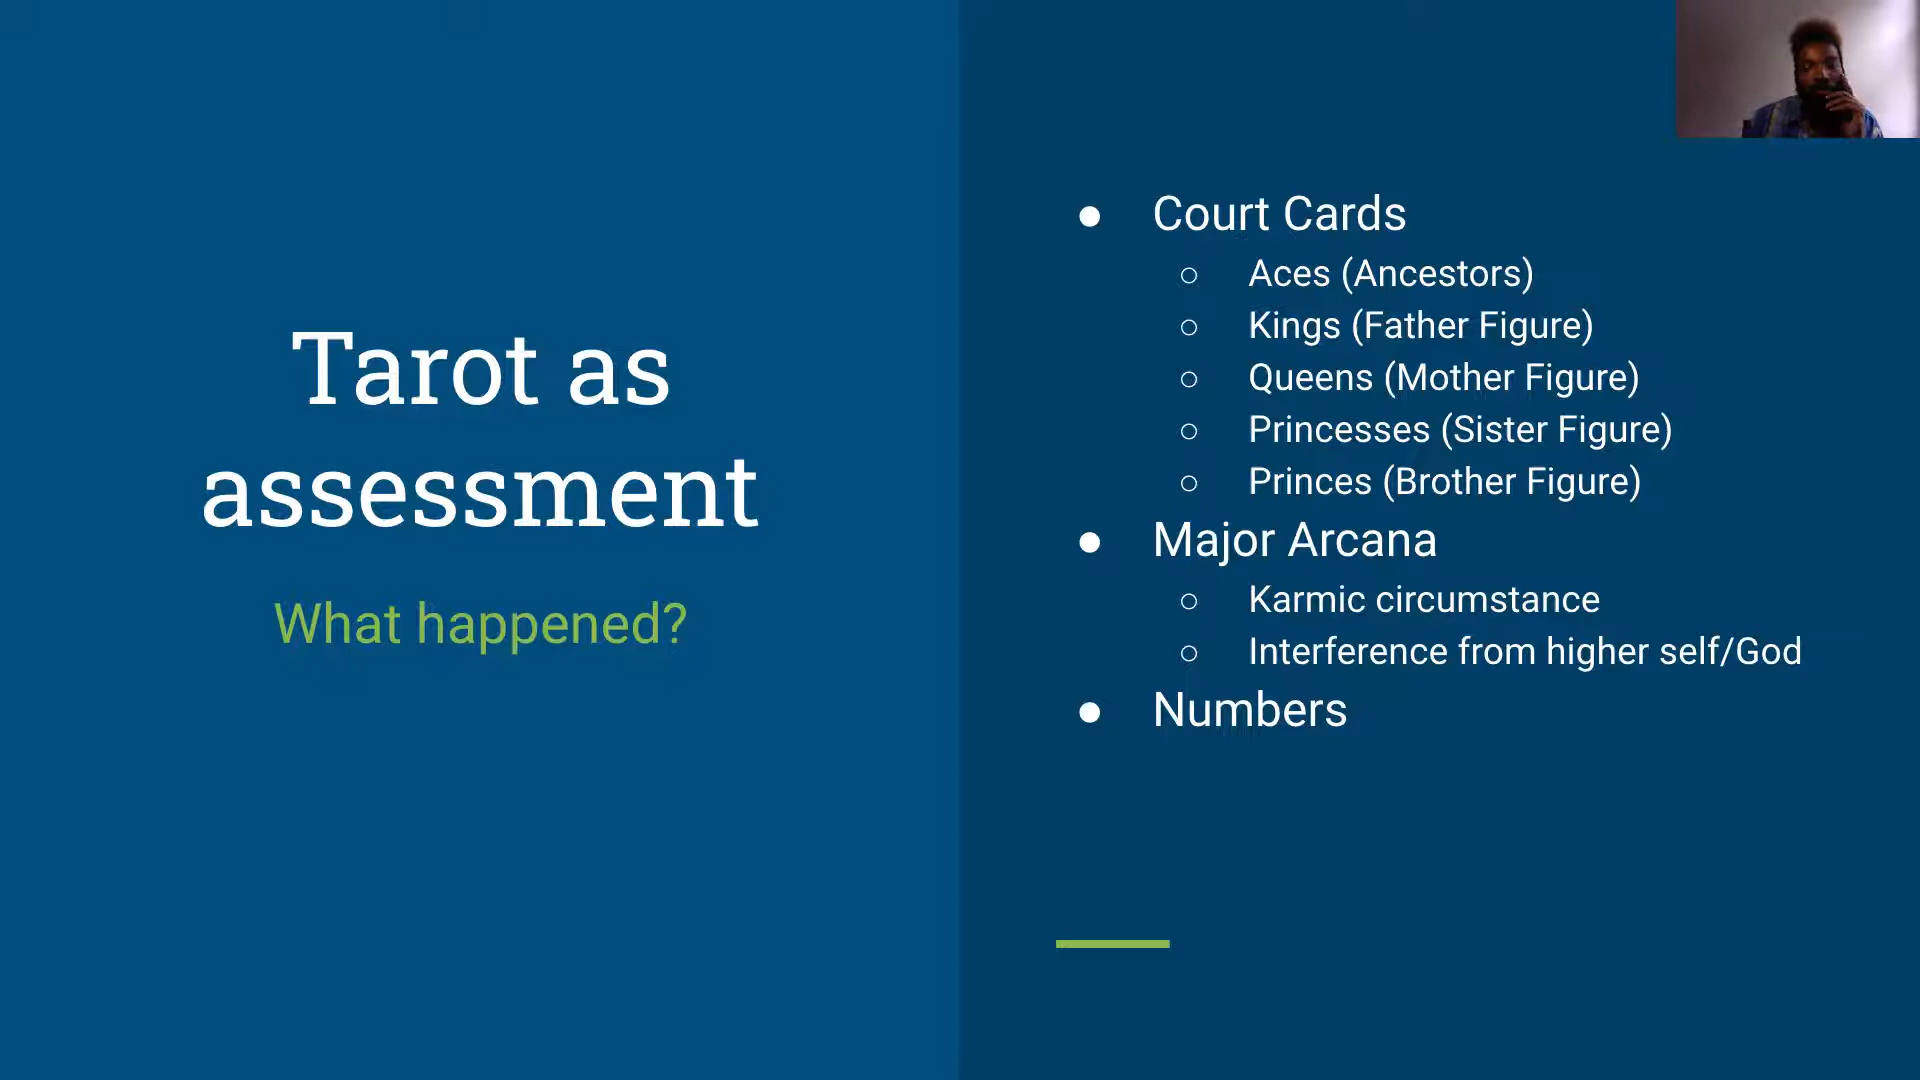 Tarot as
assessment
What happened?
● Court Cards
○ Aces (Ancestors)
○ Kings (Father Figure)
○ Queens (Mother Figure)
○ Princesses (Sister Figure)
○ Princes (Brother Figure)
● Major Arcana
○ Karmic circumstance
○ Interference from higher self/God
● Numbers